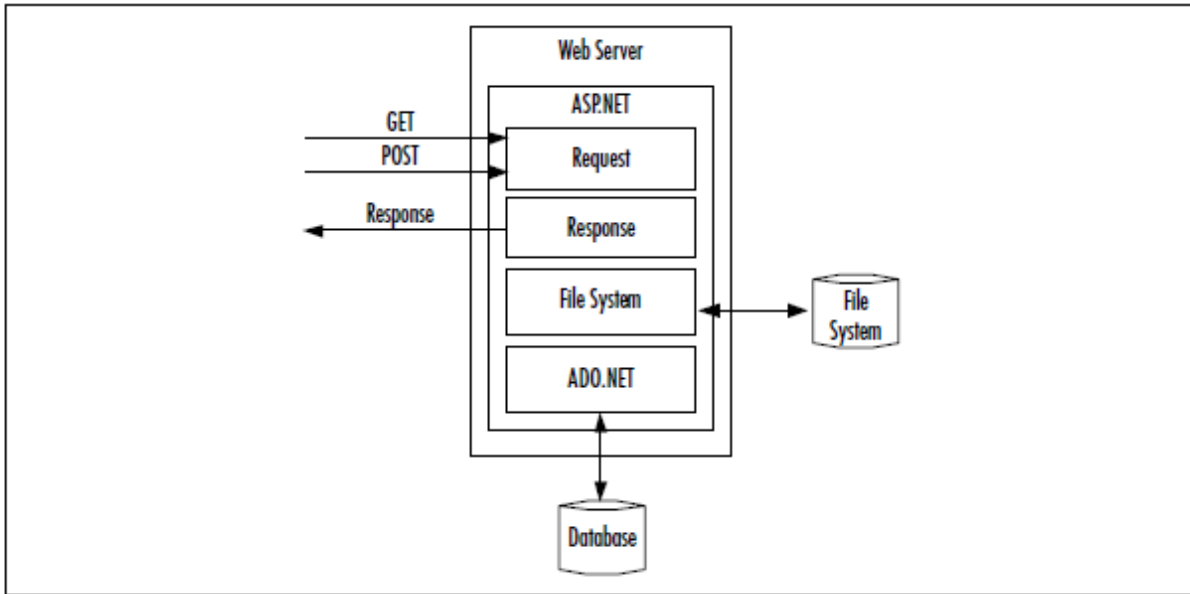 Web Server
ASP.NET
GET
POST
Request
Response
Response
File System
File
System
ADO.NET
Database